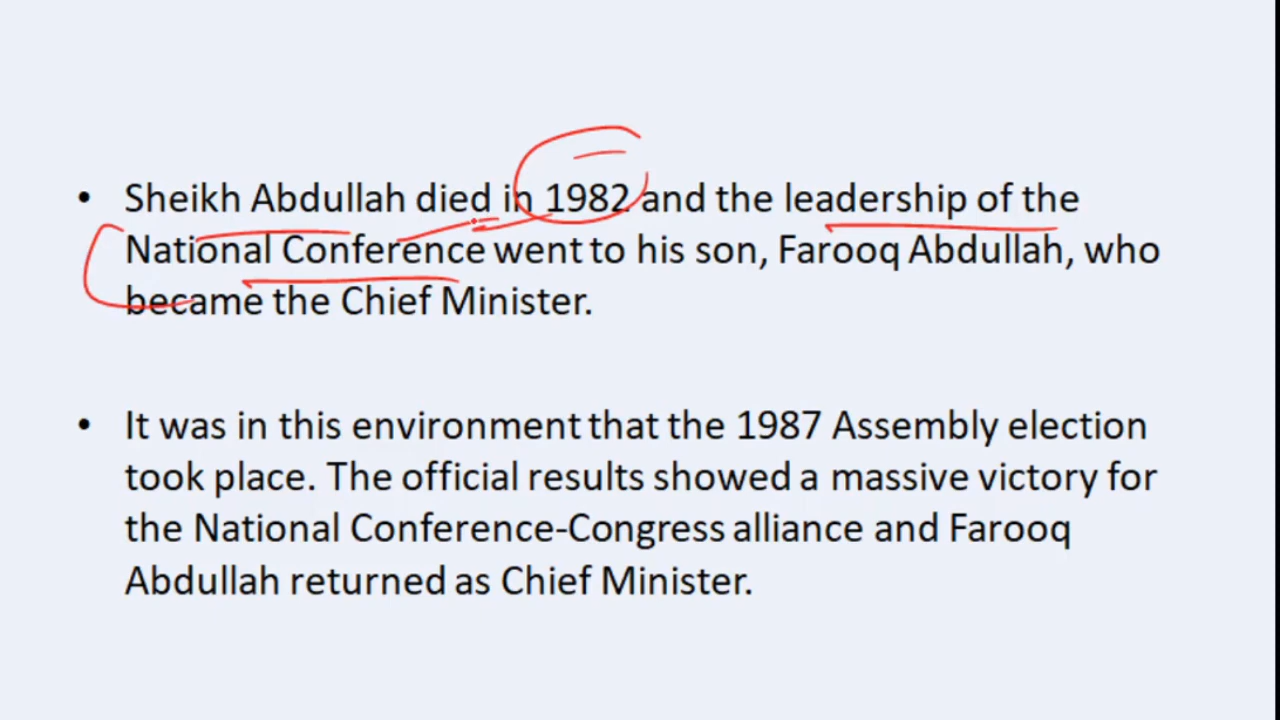 • Sheikh Abdullah died in 1982 and the leadership of the
National Conference went to his son, Farooq Abdullah, who
became the Chief Minister.
• It was in this environment that the 1987 Assembly election
took place. The official results showed a massive victory for
the National Conference-Congress alliance and Farooq
Abdullah returned as Chief Minister.